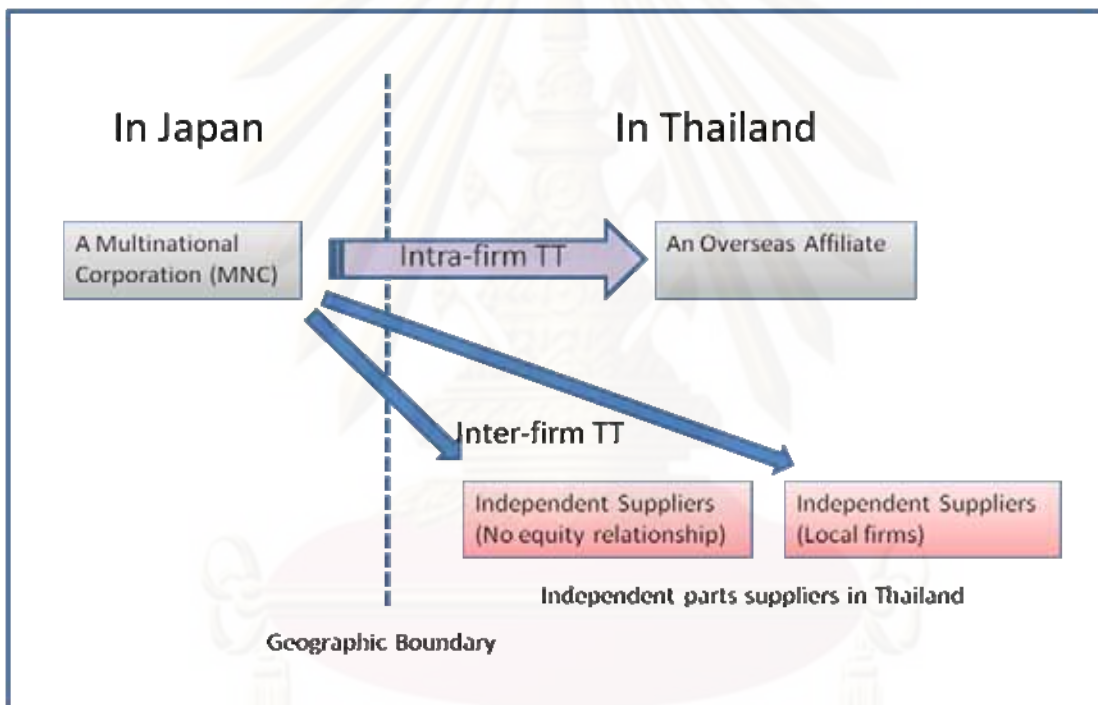 In Japan
In Thailand
A Multinational
Corporation (MNC)
Intra-firm TT
An Overseas Affiliate
Inter-firm TT
Independent Suppliers
(No equity relationship)
Independent Suppliers
(Local firms)
Independent parts suppliers in Thailand
Geographic Boundary